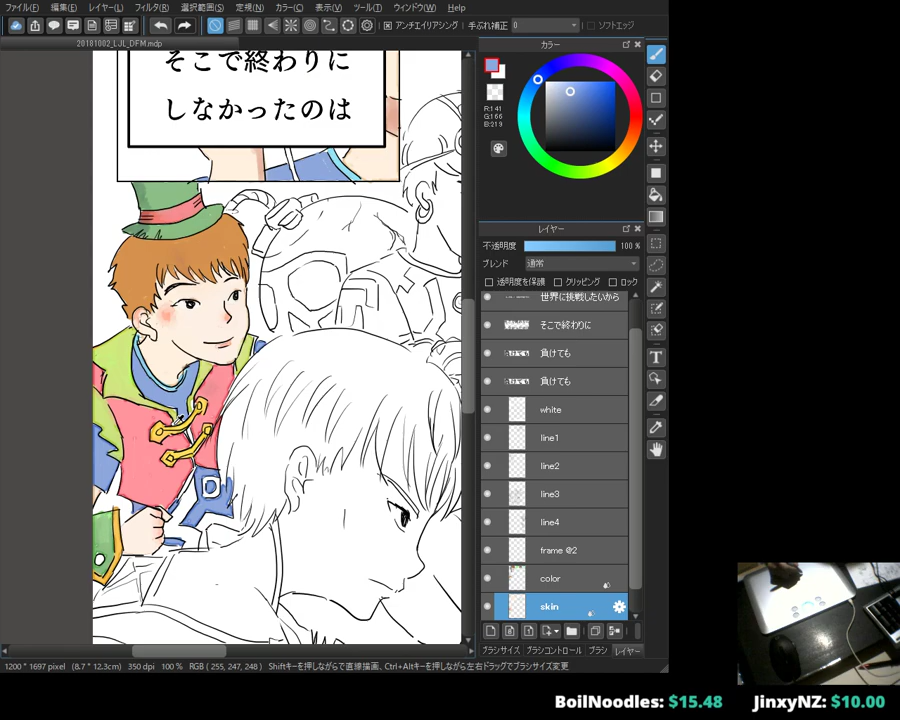 ファイル(F) 編集(E) レイヤー(L) フィルタ(R) 選択範囲(S) 定規(N) カラー(C) 表示(V) ツール(T) ウィンドウ(W) Help
アンチエイリアシング 手ぶれ補正 0 ソフトエッジ
20181002_LJL_DFM.mdp
カラー
そこで終わりに
しなかったのは
R:141
G:166
B:219
レイヤー
不透明度 100 %
ブレンド 通常
透明度を保護 クリッピング ロック
世界に挑戦したいから
そこで終わりに
負けても
負けても
white
line1
line2
line3
line4
frame @2
color
skin
ブラシサイズ ブラシコントロール ブラシ レイヤー
1200 * 1697 pixel (8.7 * 12.3cm) 350 dpi 100 % RGB ( 255, 247, 248 ) Shiftキーを押しながらで直線描画、Ctrl+Altキーを押しながら左右ドラッグでブラシサイズ変更
BoilNoodles: $15.48 JinxyNZ: $10.00